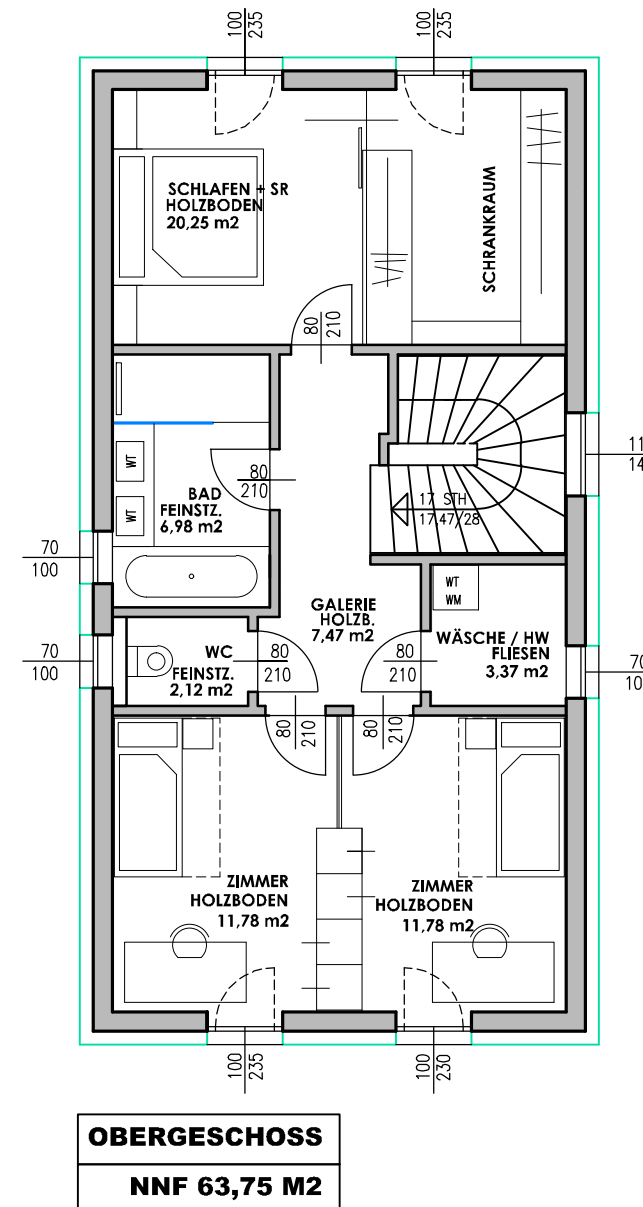 100
235
100
235
SCHLAFEN + SR
HOLZBODEN
20,25 m2
SCHRANKRAUM
80
210
WT
WT
BAD
FEINSTZ.
6,98 m2
80
210
17 STH
17,47/28
11
14
70
100
WT
WM
GALERIE
HOLZB.
7,47 m2
WÄSCHE / HW
FLIESEN
3,37 m2
70
100
WC
FEINSTZ.
2,12 m2
80
210
80
210
70
10
80
210
80
210
ZIMMER
HOLZBODEN
11,78 m2
ZIMMER
HOLZBODEN
11,78 m2
100
235
100
230
OBERGESCHOSS
NNF 63,75 M2